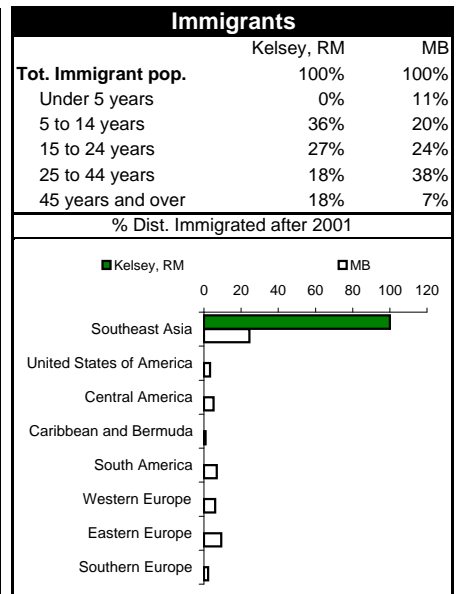 Immigrants
Kelsey, RM MB
Tot. Immigrant pop. 100% 100%
Under 5 years 0% 11%
5 to 14 years 36% 20%
15 to 24 years 27% 24%
25 to 44 years 18% 38%
45 years and over 18% 7%
% Dist. Immigrated after 2001
Kelsey, RM MB
0 20 40 60 80 100 120
Southeast Asia
United States of America
Central America
Caribbean and Bermuda
South America
Western Europe
Eastern Europe
Southern Europe